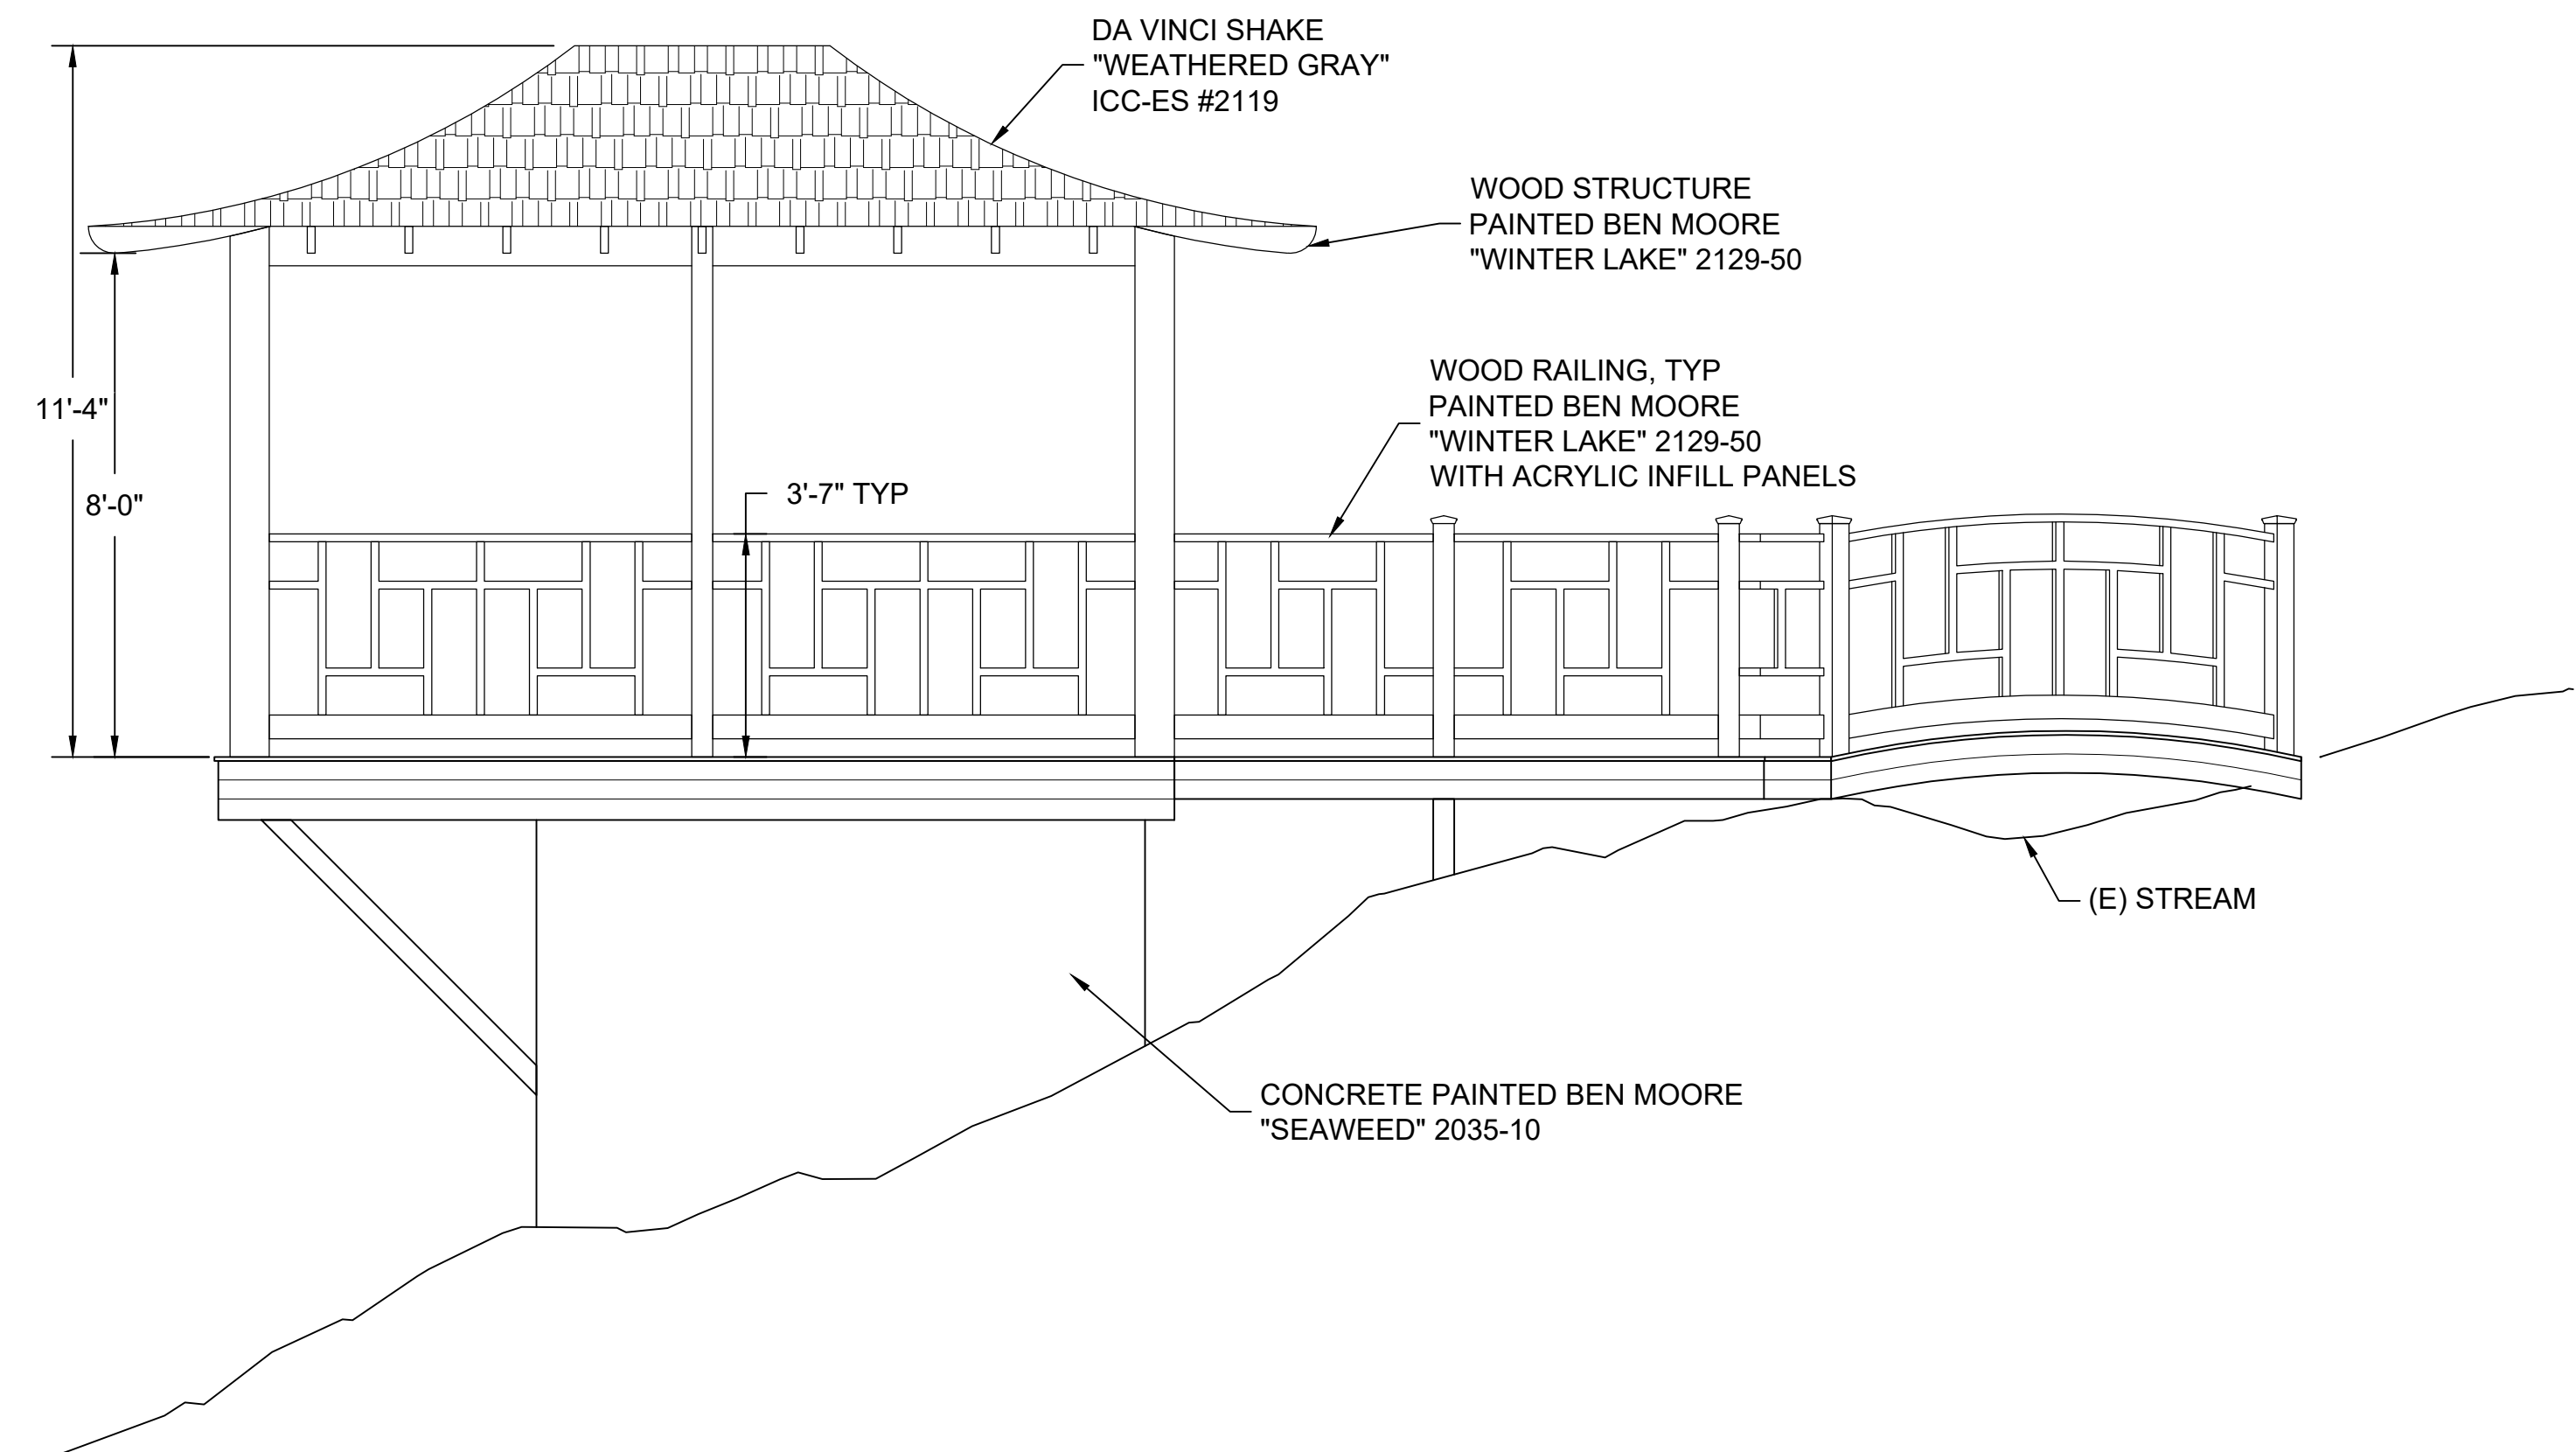 DA VINCI SHAKE
"WEATHERED GRAY"
ICC-ES #2119
WOOD STRUCTURE
PAINTED BEN MOORE
"WINTER LAKE" 2129-50
WOOD RAILING, TYP
PAINTED BEN MOORE
"WINTER LAKE" 2129-50
WITH ACRYLIC INFILL PANELS
11'-4"
8'-0"
3'-7" TYP
(E) STREAM
CONCRETE PAINTED BEN MOORE
"SEAWEED" 2035-10